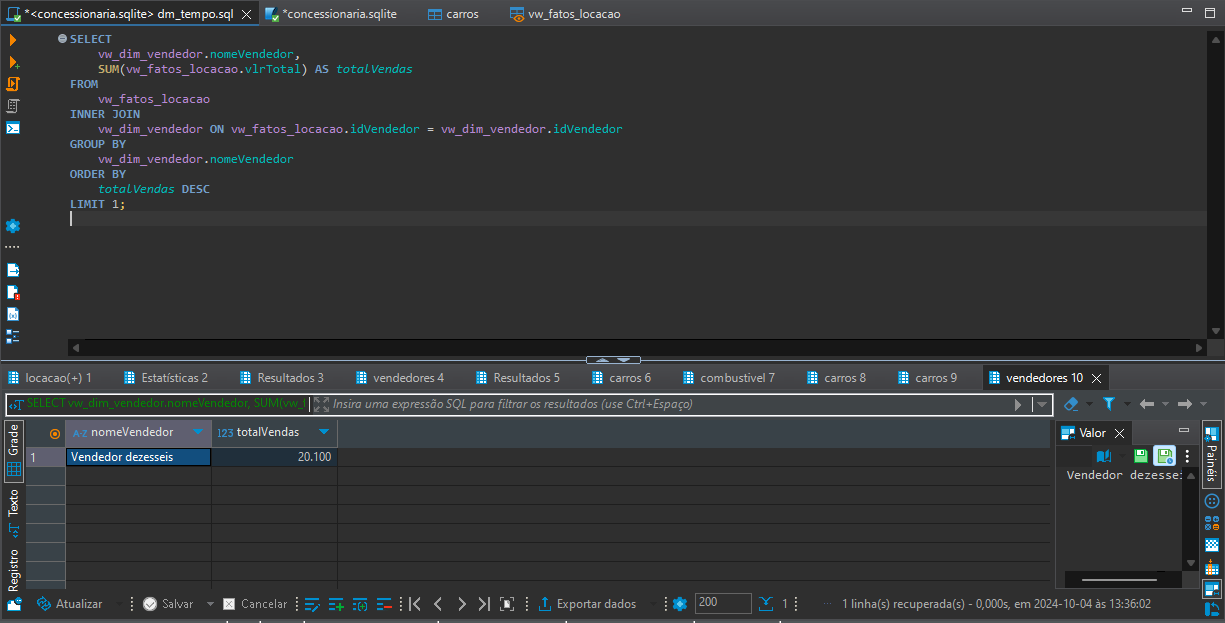 *<concessionaria.sqlite> dm_tempo.sql
*concessionaria.sqlite
carros
vw_fatos_locacao
SELECT
vw_dim_vendedor.nomeVendedor,
SUM(vw_fatos_locacao.vlrTotal) AS totalVendas
FROM
vw_fatos_locacao
INNER JOIN
vw_dim_vendedor ON vw_fatos_locacao.idVendedor = vw_dim_vendedor.idVendedor
GROUP BY
vw_dim_vendedor.nomeVendedor
ORDER BY
totalVendas DESC
LIMIT 1;
locacao(+) 1
Estatísticas 2
Resultados 3
vendedores 4
Resultados 5
carros 6
combustivel 7
carros 8
carros 9
vendedores 10
SELECT vw_dim_vendedor.nomeVendedor, SUM(vw_f
Insira uma expressão SQL para filtrar os resultados (use Ctrl+Espaço)
Grade
Texto
Registro
A-Z nomeVendedor
123 totalVendas
1
Vendedor dezesseis
20.100
Valor
Vendedor dezessei
Painéis
Atualizar
Salvar
Cancelar
Exportar dados
200
1
1 linha(s) recuperada(s) - 0,000s, em 2024-10-04 às 13:36:02